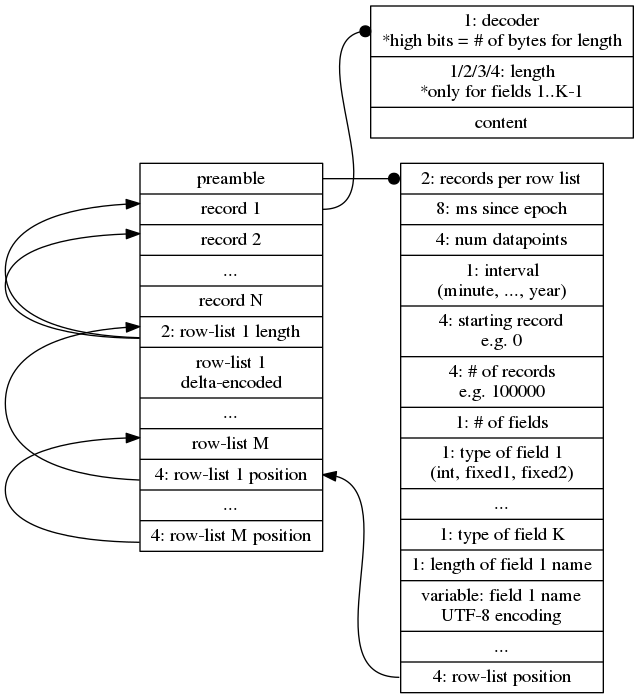 1: decoder
*high bits = # of bytes for length
1/2/3/4: length
*only for fields 1..K-1
content
preamble
record 1
record 2
...
record N
2: row-list 1 length
row-list 1
delta-encoded
...
row-list M
4: row-list 1 position
...
4: row-list M position
2: records per row list
8: ms since epoch
4: num datapoints
1: interval
(minute, ..., year)
4: starting record
e.g. 0
4: # of records
e.g. 100000
1: # of fields
1: type of field 1
(int, fixed1, fixed2)
...
1: type of field K
1: length of field 1 name
variable: field 1 name
UTF-8 encoding
...
4: row-list position